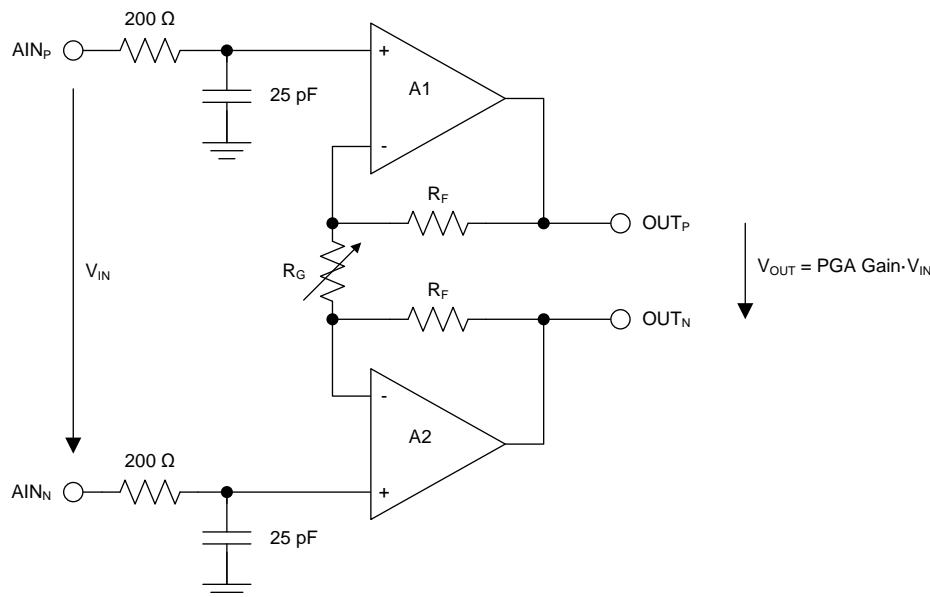 200 Ω
AINP
+
A1
25 pF
-
RF
OUTP
VIN
RG
VOUT = PGA Gain·VIN
RF
OUTN
-
A2
200 Ω
AINN
+
25 pF